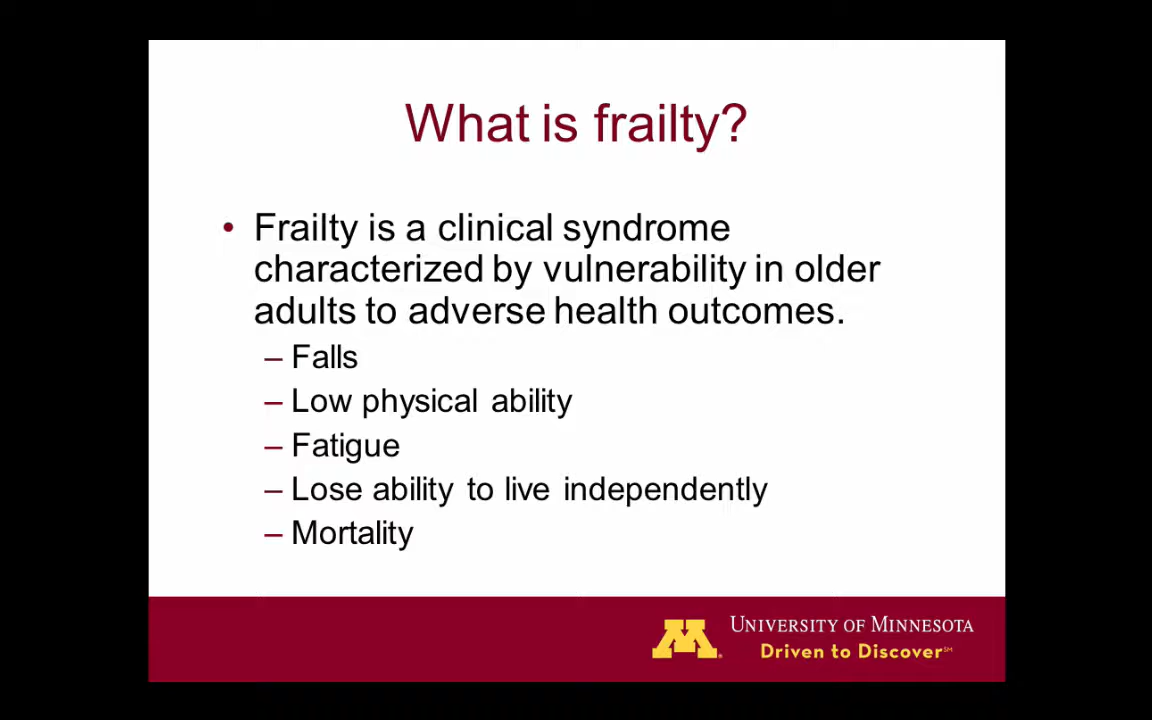 What is frailty?
• Frailty is a clinical syndrome
characterized by vulnerability in older
adults to adverse health outcomes.
– Falls
– Low physical ability
– Fatigue
– Lose ability to live independently
– Mortality
M® UNIVERSITY OF MINNESOTA
Driven to Discover℠